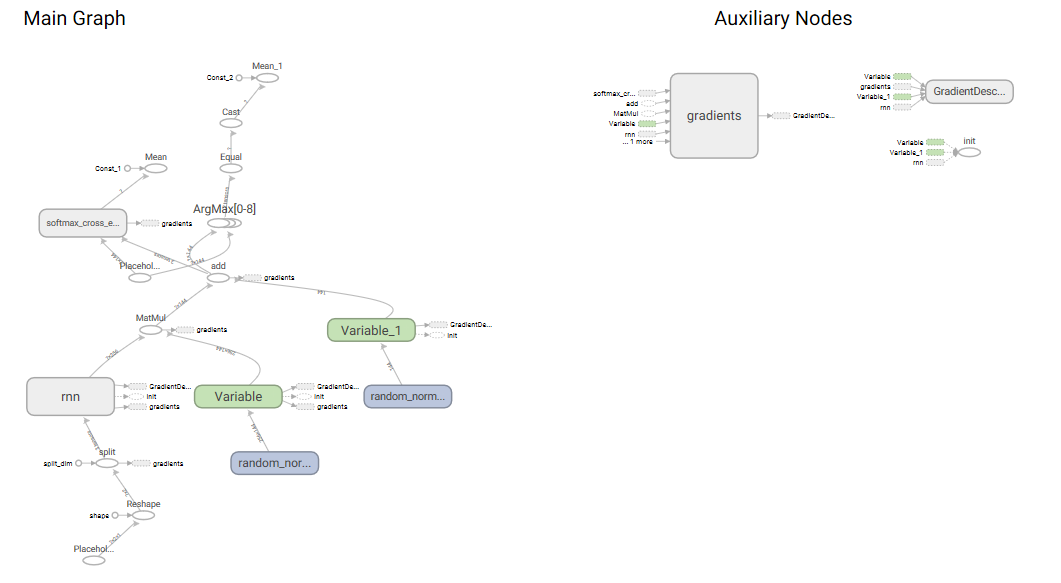 Main Graph
Auxiliary Nodes
Mean_1
Const_2
Cast
Mean
Equal
Const_1
ArgMax[0-8]
softmax_cross_e...
gradients
Placehol...
add
gradients
MatMul
gradients
Variable_1
GradientDe...
init
rnn
GradientDe...
init
gradients
Variable
GradientDe...
init
gradients
random_norm...
split
split_dim
gradients
random_nor...
Reshape
shape
Placehol...
softmax_cr...
add
MatMul
Variable
rnn
... 1 more
gradients
GradientDe...
Variable
gradients
Variable_1
rnn
GradientDesc...
init
Variable
Variable_1
rnn